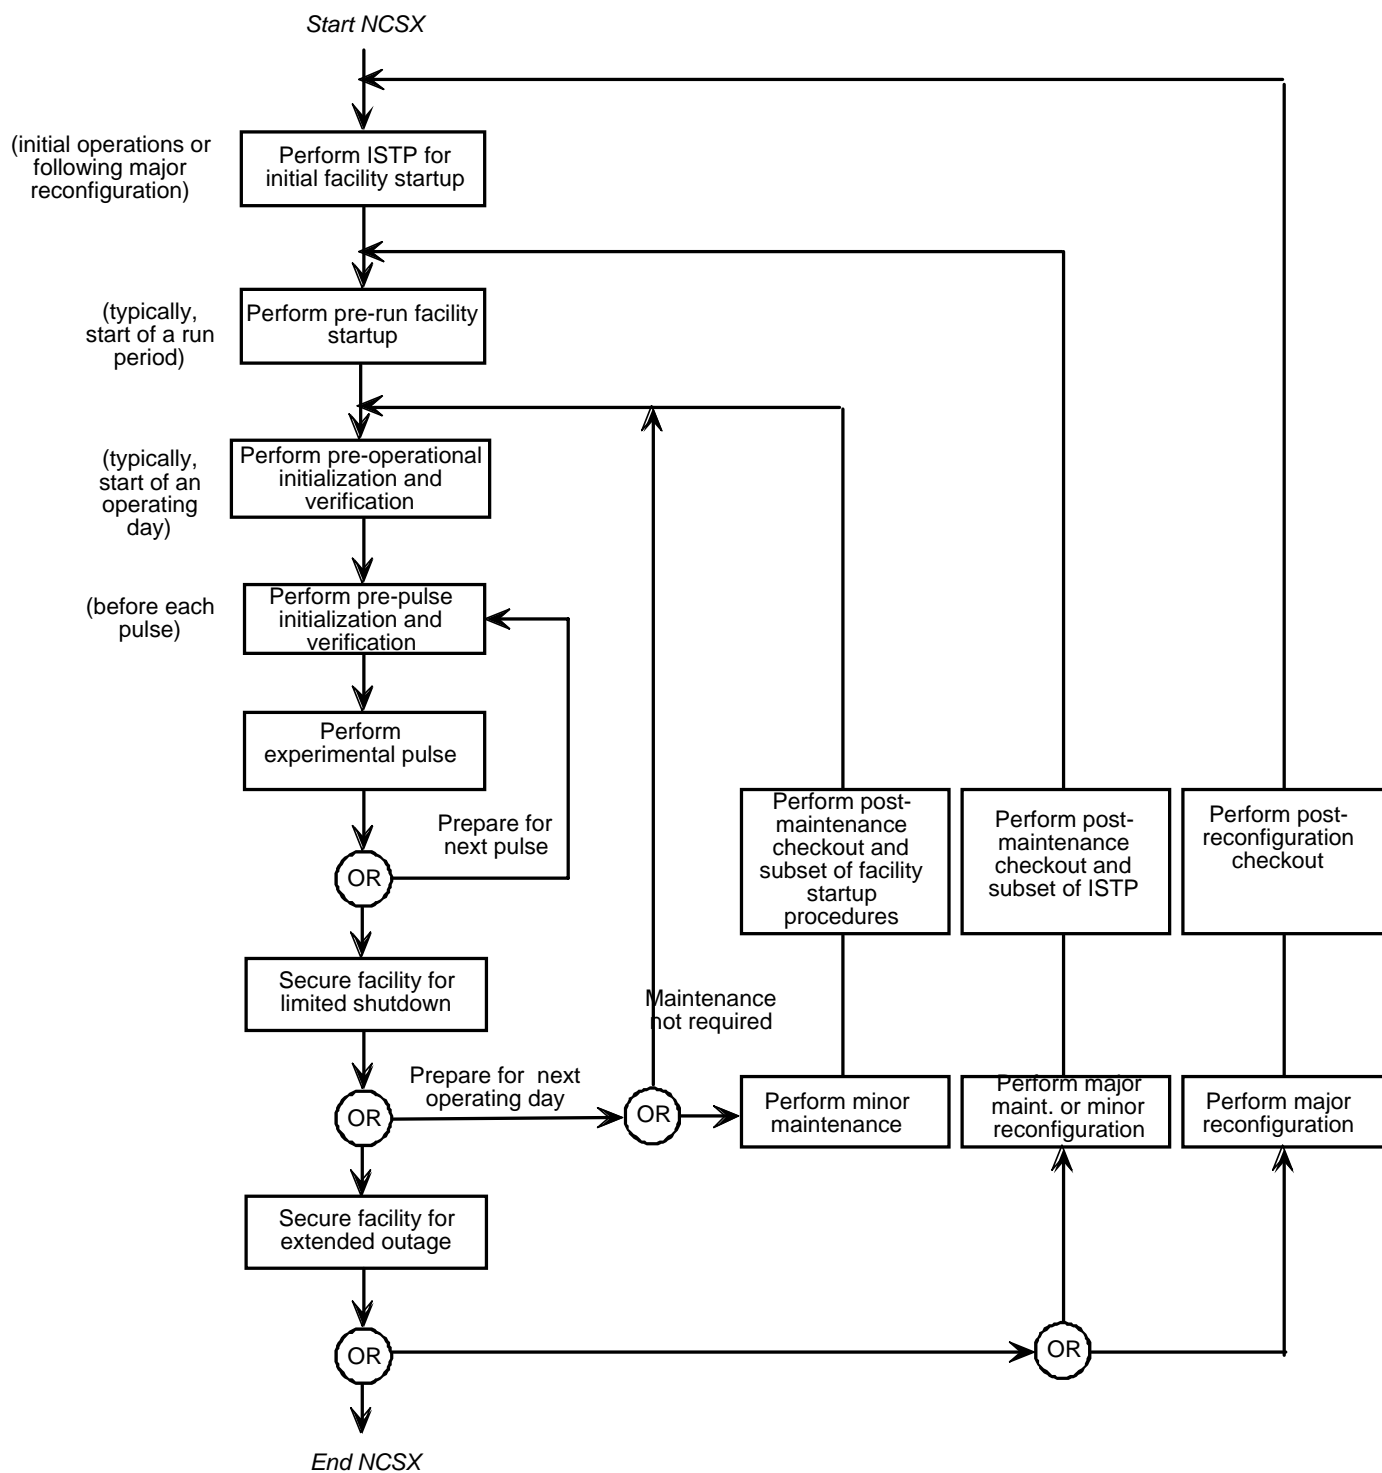 Start NCSX
(initial operations or
following major
reconfiguration)
Perform ISTP for
initial facility startup
(typically,
start of a run
period)
Perform pre-run facility
startup
(typically,
start of an
operating
day)
Perform pre-operational
initialization and
verification
(before each
pulse)
Perform pre-pulse
initialization and
verification
Perform
experimental pulse
Prepare for
next pulse
OR
Perform post-
maintenance
checkout and
subset of facility
startup
procedures
Perform post-
maintenance
checkout and
subset of ISTP
Perform post-
reconfiguration
checkout
Secure facility for
limited shutdown
Maintenance
not required
Prepare for  next
operating day
OR
OR
Perform minor
maintenance
Perform major
maint. or minor
reconfiguration
Perform major
reconfiguration
Secure facility for
extended outage
OR
OR
End NCSX